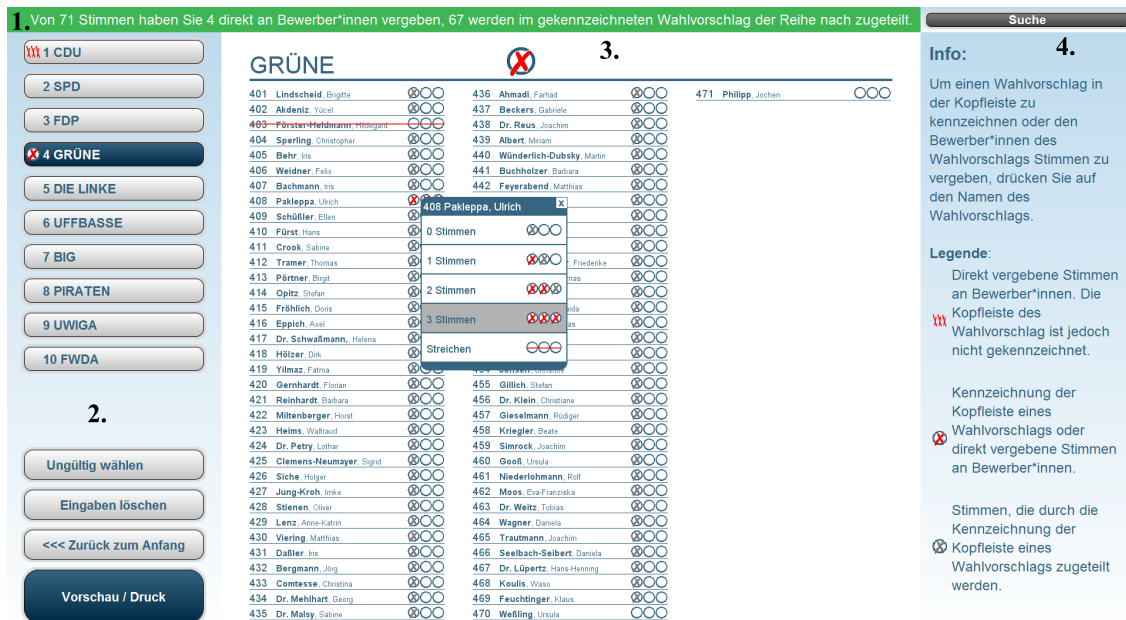 1.
Von 71 Stimmen haben Sie 4 direkt an Bewerber*innen vergeben, 67 werden im gekennzeichneten Wahlvorschlag der Reihe nach zugeteilt.
1 CDU
2 SPD
3 FDP
4 GRÜNE
5 DIE LINKE
6 UFFBASSE
7 BIG
8 PIRATEN
9 UWIGA
10 FWDA
2.
Ungültig wählen
Eingaben löschen
<<< Zurück zum Anfang
Vorschau / Druck
GRÜNE
3.
401 Lindscheid, Brigitte
402 Akdeniz, Yücel
403 Förster-Heldmann, Hildegard
404 Sperling, Christopher
405 Behr, Iris
406 Weidner, Felix
407 Bachmann, Iris
408 Pakleppa, Ulrich
409 Schüßler, Ellen
410 Fürst, Hans
411 Crook, Sabine
412 Tramer, Thomas
413 Pörtner, Birgit
414 Opitz, Stefan
415 Fröhlich, Doris
416 Eppich, Axel
417 Dr. Schwaßmann,, Helena
418 Hölzer, Dirk
419 Yilmaz, Fatma
420 Gernhardt, Florian
421 Reinhardt, Barbara
422 Miltenberger, Horst
423 Heims, Waltraud
424 Dr. Petry, Lothar
425 Clemens-Neumayer, Sigrid
426 Siche, Holger
427 Jung-Kroh, Imke
428 Stienen, Oliver
429 Lenz, Anne-Katrin
430 Viering, Matthias
431 Daßler, Iris
432 Bergmann, Jörg
433 Comtesse, Christina
434 Dr. Mehlhart, Georg
435 Dr. Malsy, Sabine
436 Ahmadi, Farhad
437 Beckers, Gabriele
438 Dr. Reus, Joachim
439 Albert, Miriam
440 Wünderlich-Dubsky, Martin
441 Buchholzer, Barbara
442 Feyerabend, Matthias
408 Pakleppa, Ulrich
x
0 Stimmen
1 Stimmen
2 Stimmen
3 Stimmen
Streichen
, Friederike
455 Gillich, Stefan
456 Dr. Klein, Christiane
457 Gieselmann, Rüdiger
458 Kriegler, Beate
459 Simrock, Joachim
460 Gooß, Ursula
461 Niederlohmann, Rolf
462 Moos, Eva-Franziska
463 Dr. Weitz, Tobias
464 Wagner, Daniela
465 Trautmann, Joachim
466 Seelbach-Seibert, Daniela
467 Dr. Lüpertz, Hans-Henning
468 Koulis, Waso
469 Feuchtinger, Klaus
470 Weßling, Ursula
471 Philipp, Jochen
Suche
4.
Info:
Um einen Wahlvorschlag in
der Kopfleiste zu
kennzeichnen oder den
Bewerber*innen des
Wahlvorschlags Stimmen zu
vergeben, drücken Sie auf
den Namen des
Wahlvorschlags.
Legende:
Direkt vergebene Stimmen
an Bewerber*innen. Die
Kopfleiste des
Wahlvorschlag ist jedoch
nicht gekennzeichnet.
Kennzeichnung der
Kopfleiste eines
Wahlvorschlags oder
direkt vergebene Stimmen
an Bewerber*innen.
Stimmen, die durch die
Kennzeichnung der
Kopfleiste eines
Wahlvorschlags zugeteilt
werden.